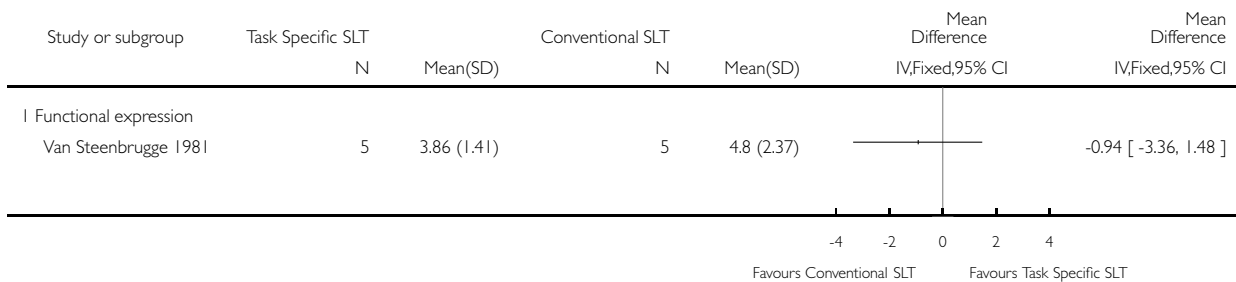 Study or subgroup Task Specific SLT Conventional SLT Mean Difference Mean Difference
N Mean(SD) N Mean(SD) IV,Fixed,95% CI IV,Fixed,95% CI
1 Functional expression
Van Steenbrugge 1981 5 3.86 (1.41) 5 4.8 (2.37) -0.94 [ -3.36, 1.48 ]
-4 -2 0 2 4
Favours Conventional SLT Favours Task Specific SLT